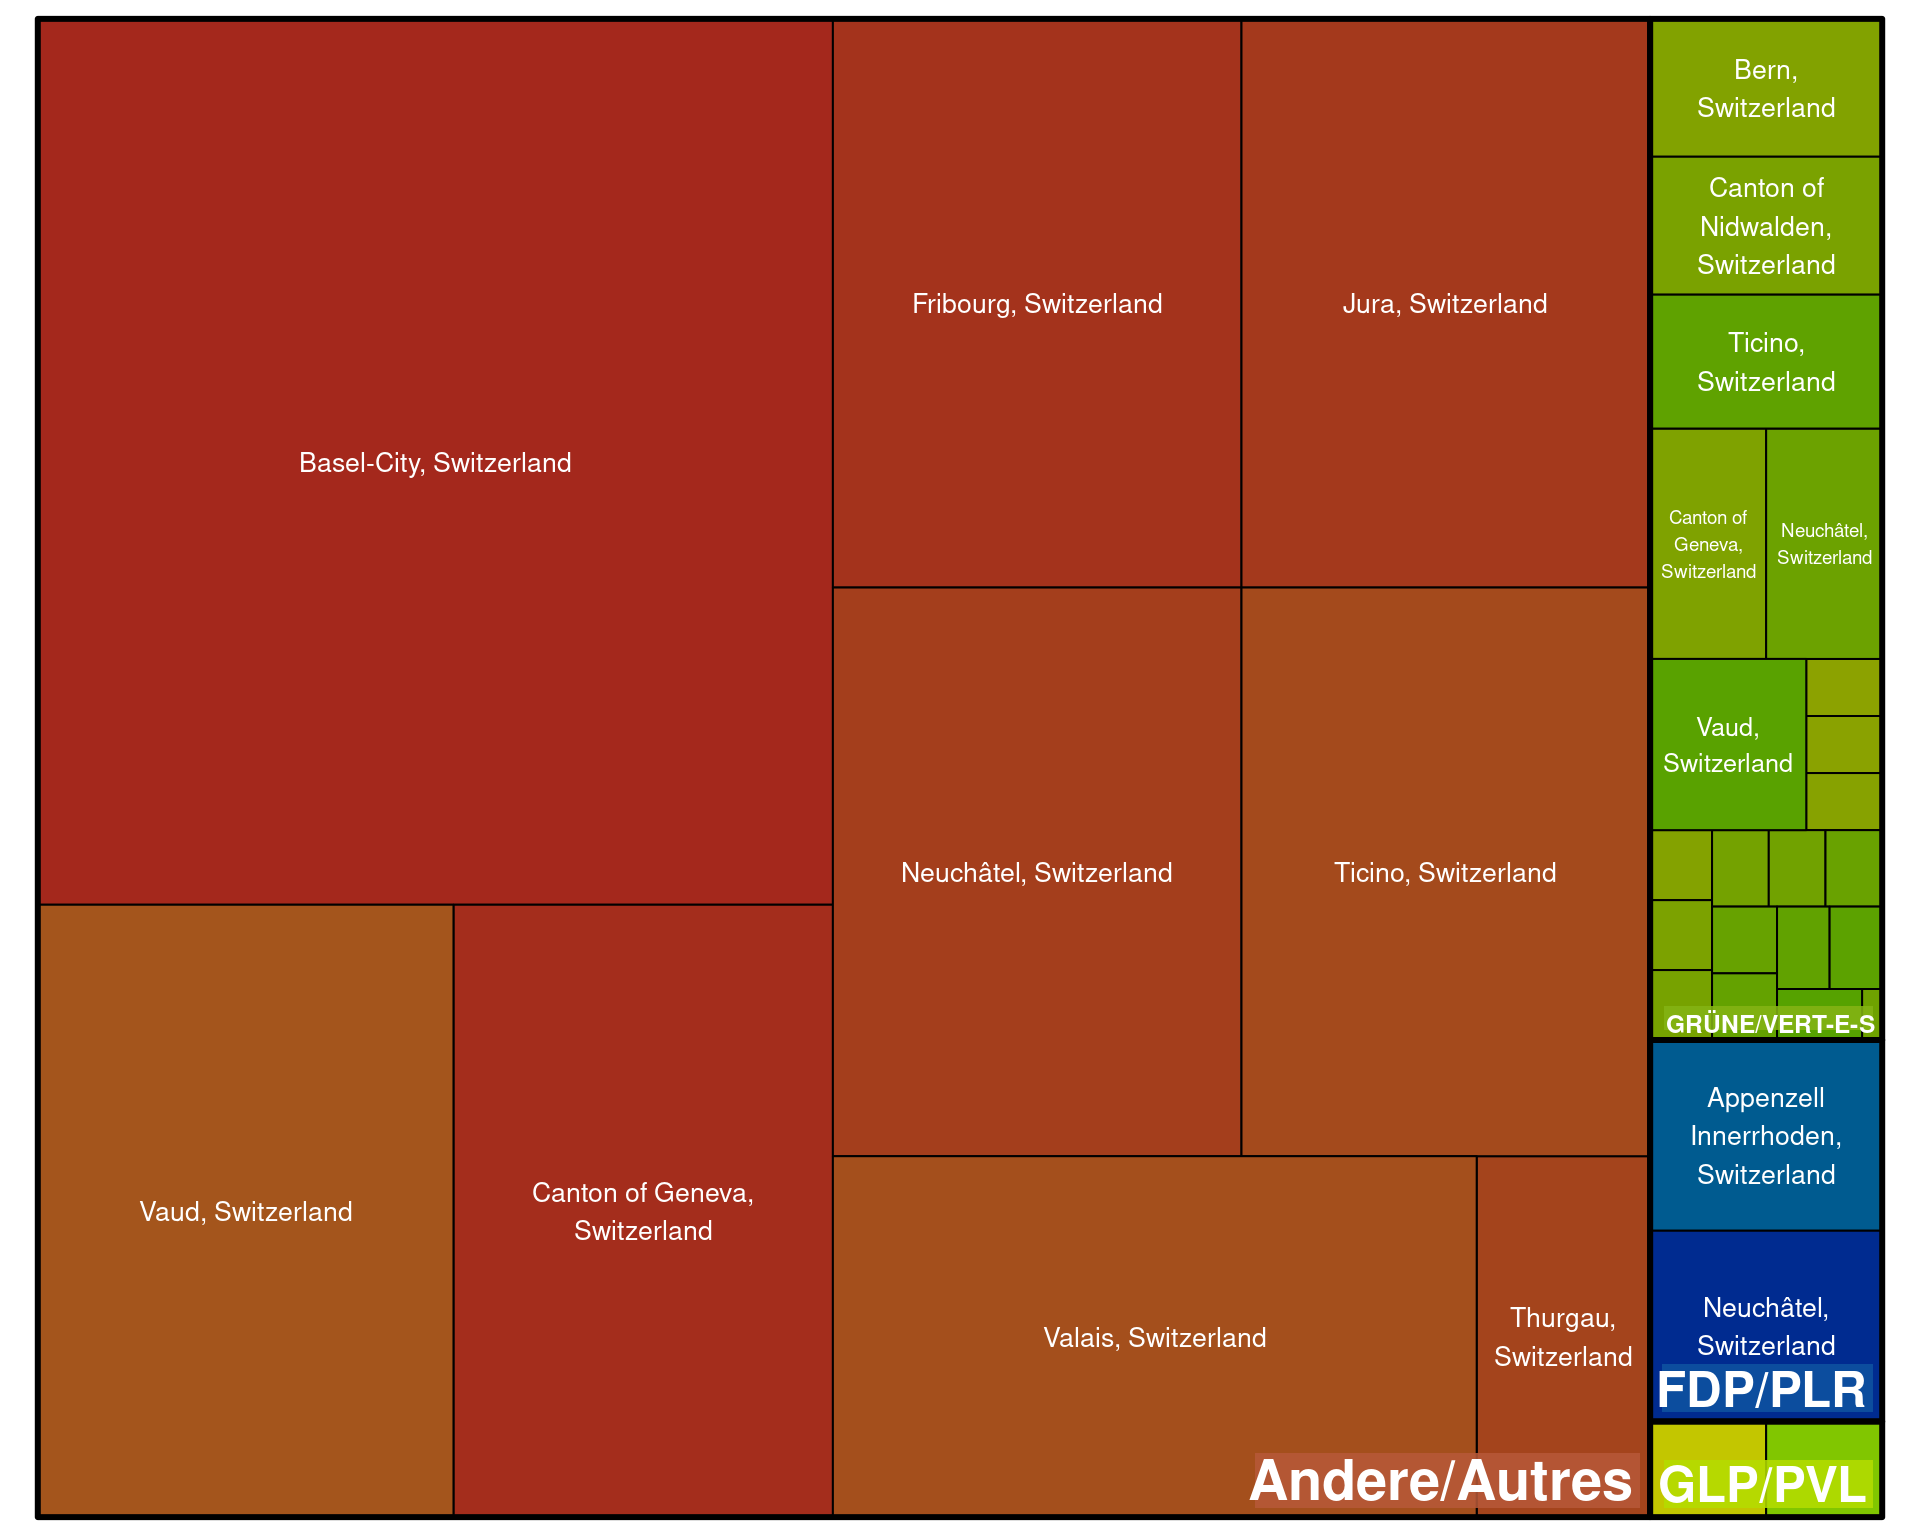 Basel-City, Switzerland
Vaud, Switzerland
Canton of Geneva,
Switzerland
Fribourg, Switzerland
Jura, Switzerland
Neuchâtel, Switzerland
Ticino, Switzerland
Valais, Switzerland
Thurgau,
Switzerland
Andere/Autres
Bern,
Switzerland
Canton of
Nidwalden,
Switzerland
Ticino,
Switzerland
Canton of
Geneva,
Switzerland
Neuchâtel,
Switzerland
Vaud,
Switzerland
GRÜNE/VERT-E-S
Appenzell
Innerrhoden,
Switzerland
Neuchâtel,
Switzerland
FDP/PLR
GLP/PVL